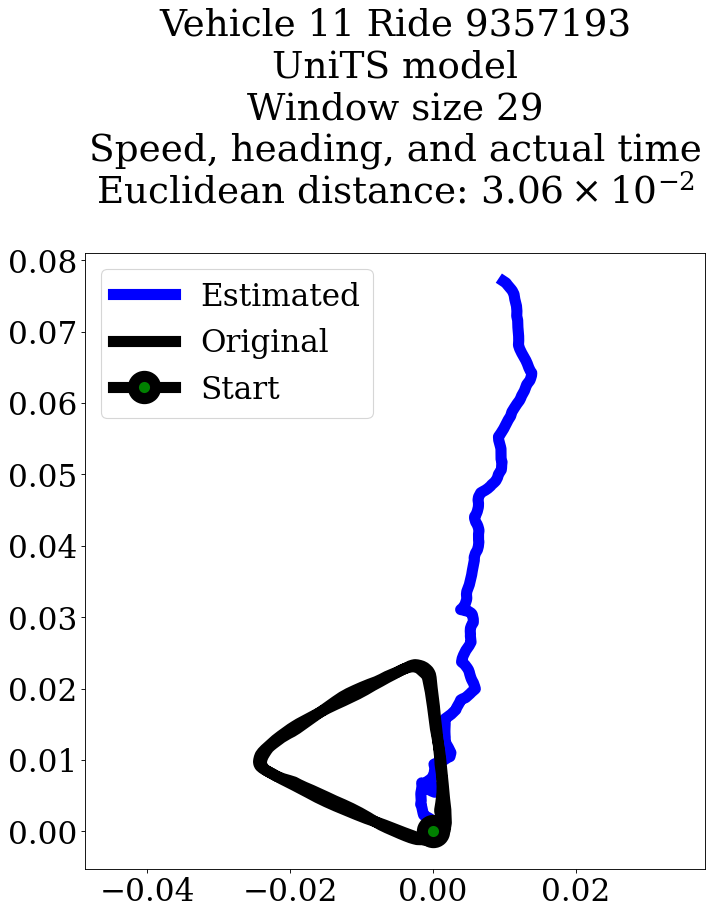 Vehicle 11 Ride 9357193
UniTS model
Window size 29
Speed, heading, and actual time
Euclidean distance: 3.06 × 10⁻²
0.08
0.07
0.06
0.05
0.04
0.03
0.02
0.01
0.00
Estimated
Original
Start
−0.04 −0.02 0.00 0.02